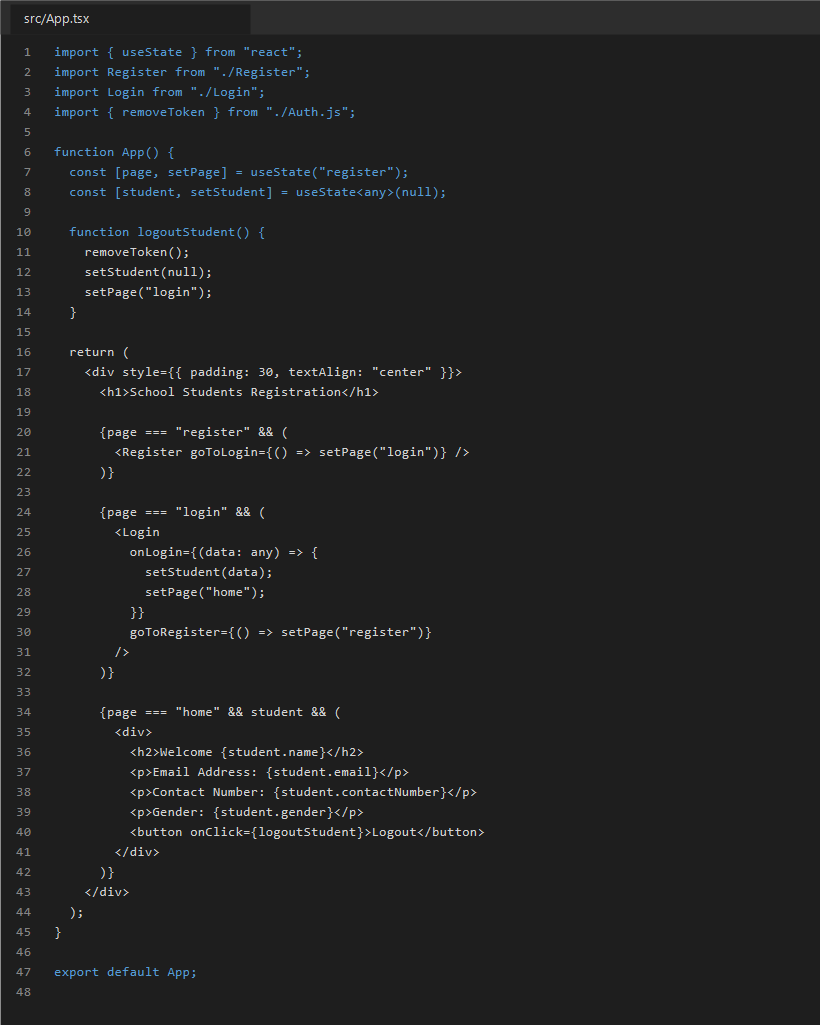 src/App.tsx
1 import { useState } from "react";
2 import Register from "./Register";
3 import Login from "./Login";
4 import { removeToken } from "./Auth.js";
5
6 function App() {
7   const [page, setPage] = useState("register");
8   const [student, setStudent] = useState<any>(null);
9
10   function logoutStudent() {
11     removeToken();
12     setStudent(null);
13     setPage("login");
14   }
15
16   return (
17     <div style={{ padding: 30, textAlign: "center" }}>
18       <h1>School Students Registration</h1>
19
20       {page === "register" && (
21         <Register goToLogin={() => setPage("login")} />
22       )}
23
24       {page === "login" && (
25         <Login
26           onLogin={(data: any) => {
27             setStudent(data);
28             setPage("home");
29           }}
30           goToRegister={() => setPage("register")}
31         />
32       )}
33
34       {page === "home" && student && (
35         <div>
36           <h2>Welcome {student.name}</h2>
37           <p>Email Address: {student.email}</p>
38           <p>Contact Number: {student.contactNumber}</p>
39           <p>Gender: {student.gender}</p>
40           <button onClick={logoutStudent}>Logout</button>
41         </div>
42       )}
43     </div>
44   );
45 }
46
47 export default App;
48